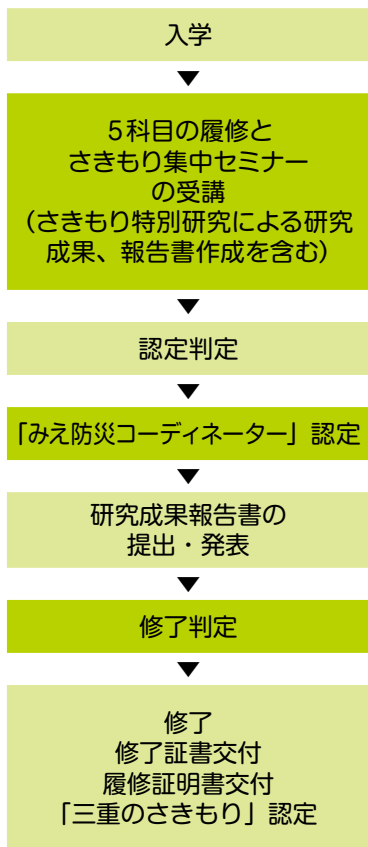 入学
▼
5科目の履修と
さきもり集中セミナー
の受講
（さきもり特別研究による研究
成果、報告書作成を含む）
▼
認定判定
▼
「みえ防災コーディネーター」認定
▼
研究成果報告書の
提出・発表
▼
修了判定
▼
修了
修了証書交付
履修証明書交付
「三重のさきもり」認定